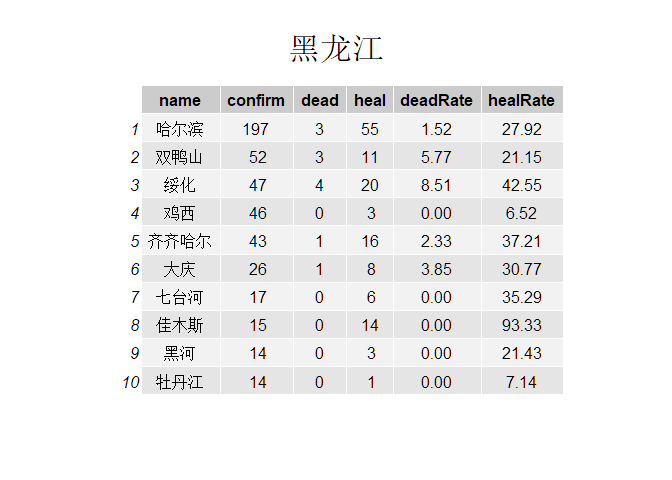 黑龙江
name confirm dead heal deadRate healRate
1 哈尔滨 197 3 55 1.52 27.92
2 双鸭山 52 3 11 5.77 21.15
3 绥化 47 4 20 8.51 42.55
4 鸡西 46 0 3 0.00 6.52
5 齐齐哈尔 43 1 16 2.33 37.21
6 大庆 26 1 8 3.85 30.77
7 七台河 17 0 6 0.00 35.29
8 佳木斯 15 0 14 0.00 93.33
9 黑河 14 0 3 0.00 21.43
10 牡丹江 14 0 1 0.00 7.14